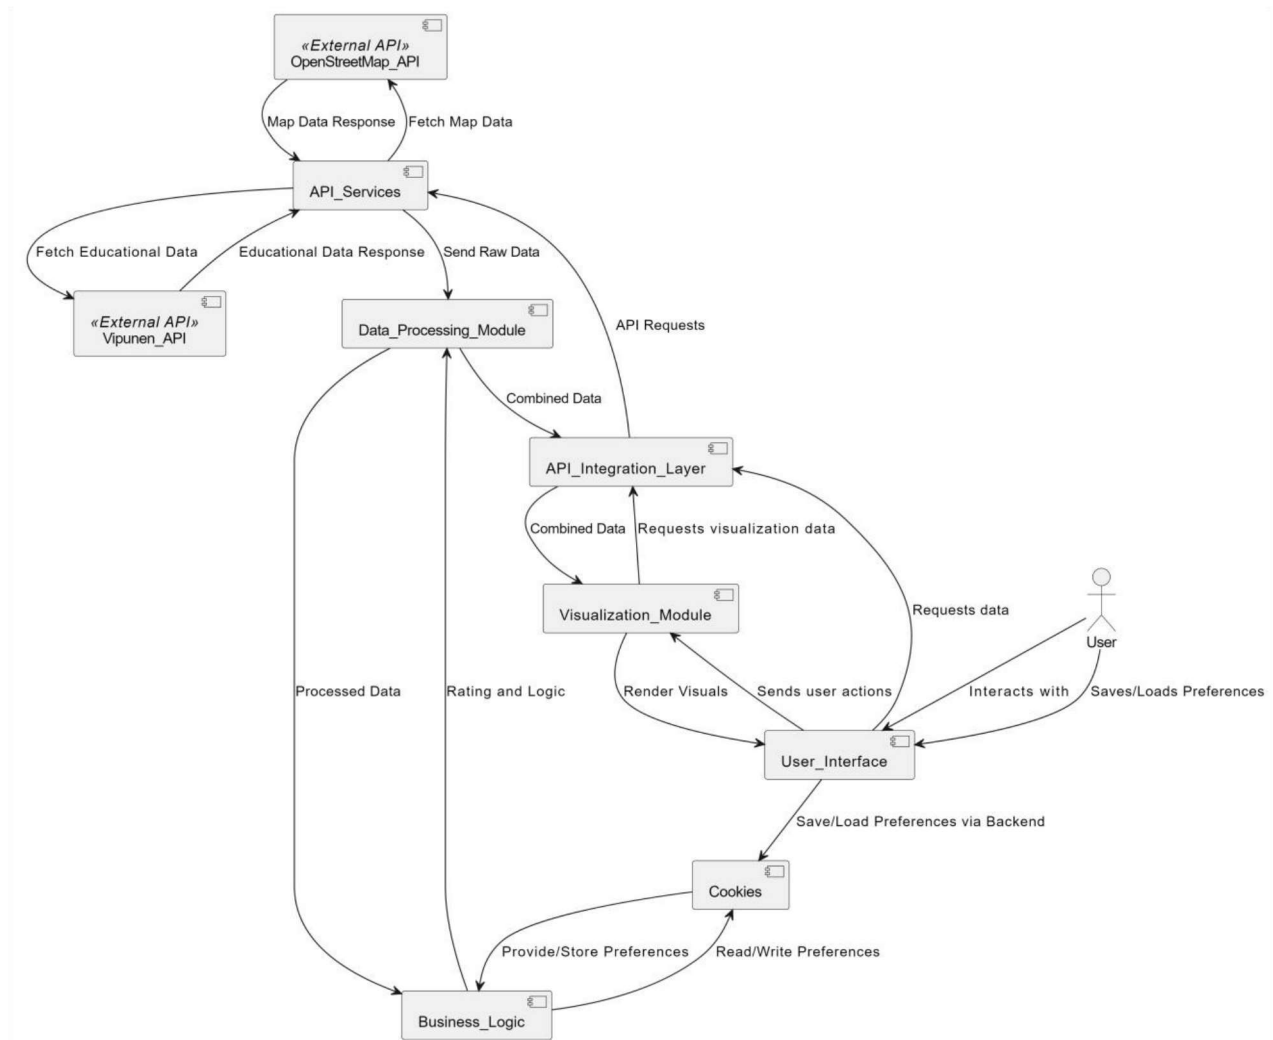 «External API»
OpenStreetMap_API
Map Data Response
Fetch Map Data
API_Services
Fetch Educational Data
Educational Data Response
Send Raw Data
«External API»
Vipunen_API
Data_Processing_Module
API Requests
Combined Data
API_Integration_Layer
Combined Data
Requests visualization data
Visualization_Module
Requests data
User
Processed Data
Rating and Logic
Render Visuals
Sends user actions
Interacts with
Saves/Loads Preferences
User_Interface
Save/Load Preferences via Backend
Cookies
Provide/Store Preferences
Read/Write Preferences
Business_Logic